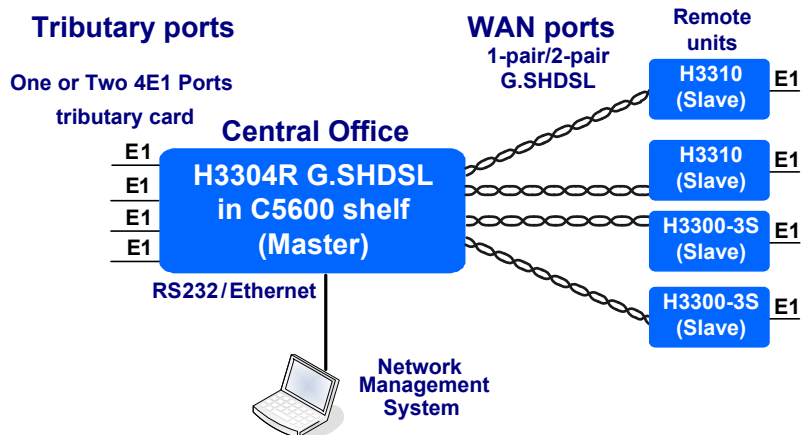 Tributary ports
One or Two 4E1 Ports
tributary card
E1
E1
E1
E1
Central Office
H3304R G.SHDSL
in C5600 shelf
(Master)
RS232/Ethernet
Network
Management
System
WAN ports
1-pair/2-pair
G.SHDSL
Remote
units
H3310
(Slave)
E1
H3310
(Slave)
E1
H3300-3S
(Slave)
E1
H3300-3S
(Slave)
E1